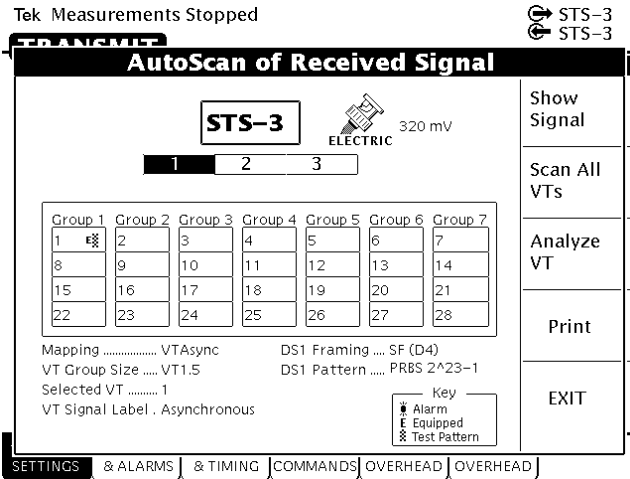 Tek Measurements Stopped
STS-3
STS-3
TRANSMIT
AutoScan of Received Signal
STS-3
ELECTRIC
320 mV
1 2 3
Group 1 Group 2 Group 3 Group 4 Group 5 Group 6 Group 7
1 E 2 3 4 5 6 7
8 9 10 11 12 13 14
15 16 17 18 19 20 21
22 23 24 25 26 27 28
Mapping ................. VTAsync
DS1 Framing .... SF (D4)
VT Group Size .... VT1.5
DS1 Pattern .... PRBS 2^23-1
Selected VT .......... 1
VT Signal Label . Asynchronous
Key
Alarm
E Equipped
Test Pattern
Show
Signal
Scan All
VTs
Analyze
VT
Print
EXIT
SETTINGS & ALARMS & TIMING COMMANDS OVERHEAD OVERHEAD